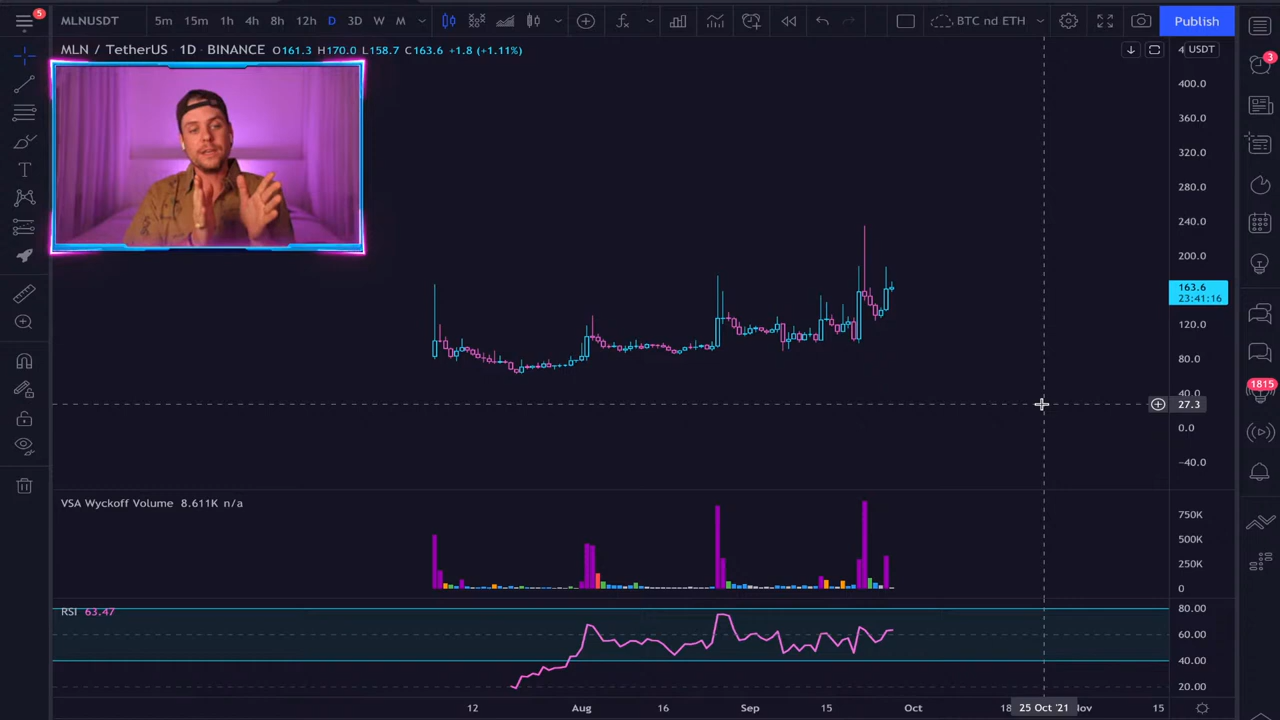 5
MLNUSDT
5m 15m 1h 4h 8h 12h D 3D W M
BTC nd ETH
Publish
MLN / TetherUS · 1D · BINANCE O161.3 H170.0 L158.7 C163.6 +1.8 (+1.11%)
4 USDT
3
400.0
360.0
320.0
280.0
240.0
200.0
163.6
23:41:16
120.0
80.0
40.0
27.3
0.0
−40.0
1815
VSA Wyckoff Volume 8.611K n/a
750K
500K
250K
0
RSI 63.47
80.00
60.00
40.00
20.00
12 Aug 16 Sep 15 Oct 18 25 Oct '21 Nov 15